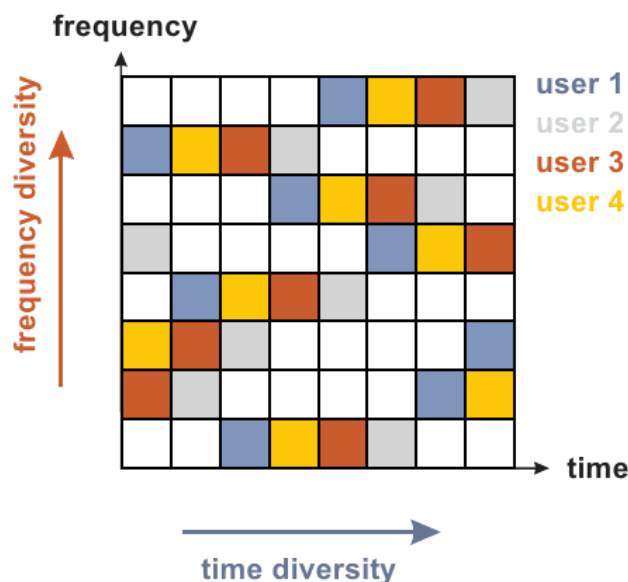 frequency
frequency diversity
user 1
user 2
user 3
user 4
time
time diversity